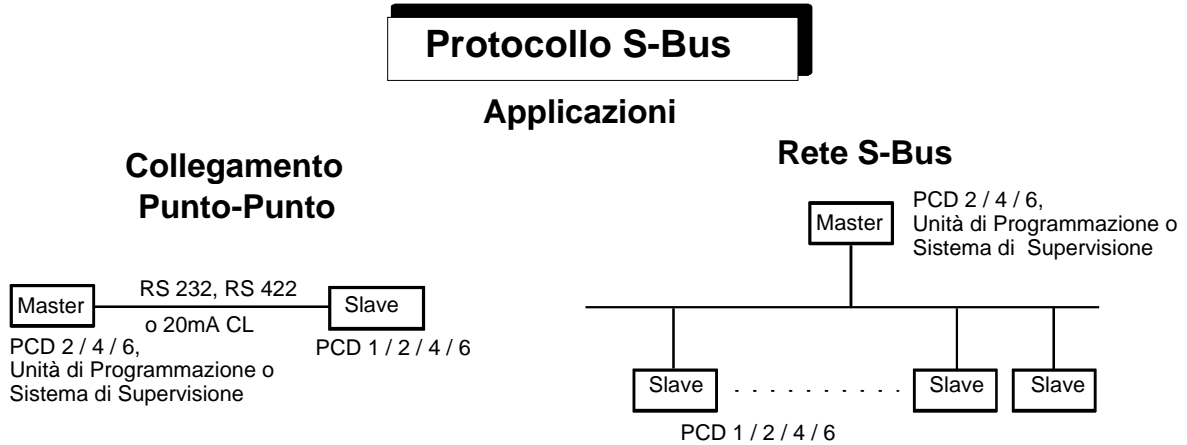 Protocollo S-Bus
Applicazioni
Collegamento
Punto-Punto
Master
RS 232, RS 422
o 20mA CL
Slave
PCD 2 / 4 / 6,
Unità di Programmazione o
Sistema di Supervisione
PCD 1 / 2 / 4 / 6
Rete S-Bus
Master
PCD 2 / 4 / 6,
Unità di Programmazione o
Sistema di Supervisione
Slave
Slave
Slave
PCD 1 / 2 / 4 / 6